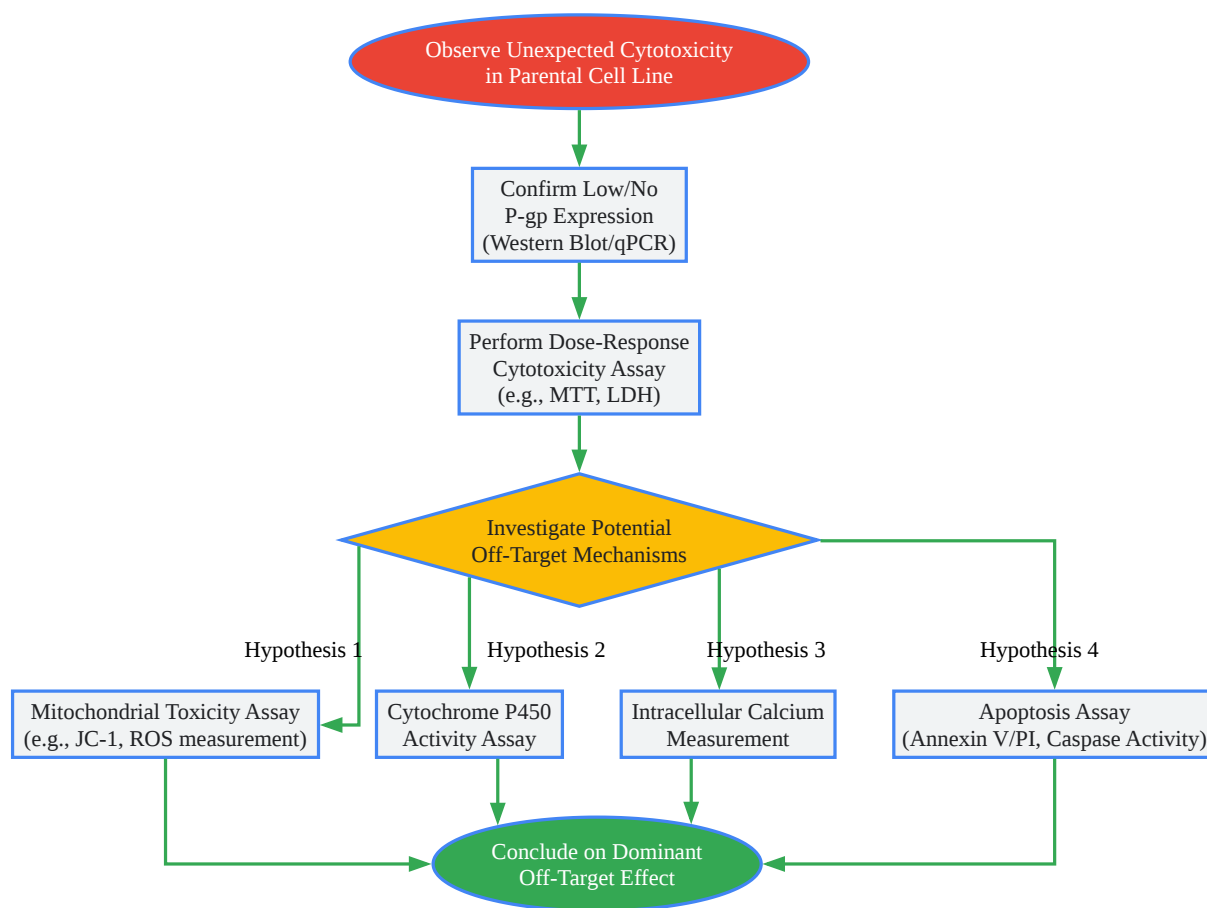 Observe Unexpected Cytotoxicity
in Parental Cell Line
Confirm Low/No
P-gp Expression
(Western Blot/qPCR)
Perform Dose-Response
Cytotoxicity Assay
(e.g., MTT, LDH)
Investigate Potential
Off-Target Mechanisms
Hypothesis 1
Hypothesis 2
Hypothesis 3
Hypothesis 4
Mitochondrial Toxicity Assay
(e.g., JC-1, ROS measurement)
Cytochrome P450
Activity Assay
Intracellular Calcium
Measurement
Apoptosis Assay
(Annexin V/PI, Caspase Activity)
Conclude on Dominant
Off-Target Effect